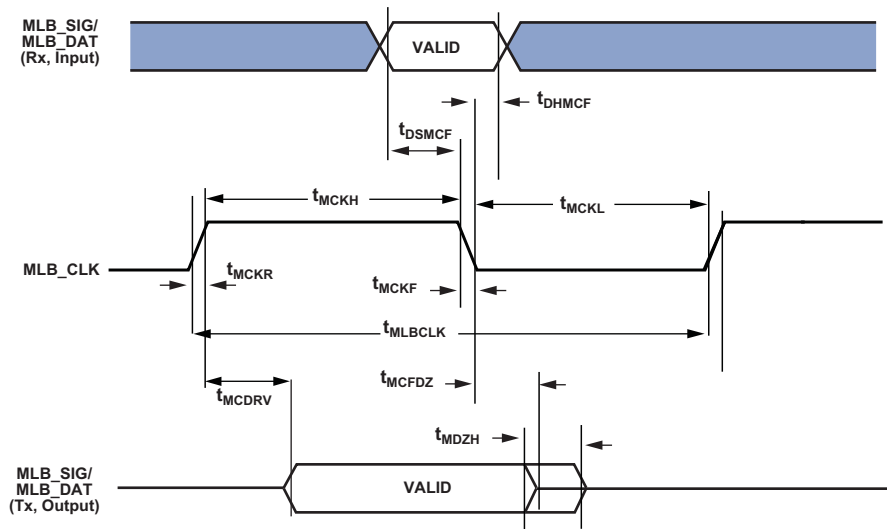 MLB_SIG/
MLB_DAT
(Rx, Input)
VALID
tDHMCF
tDSMCF
tMCKH
tMCKL
MLB_CLK
tMCKR
tMCKF
tMLBCLK
tMCFDZ
tMCDRV
tMDZH
MLB_SIG/
MLB_DAT
(Tx, Output)
VALID